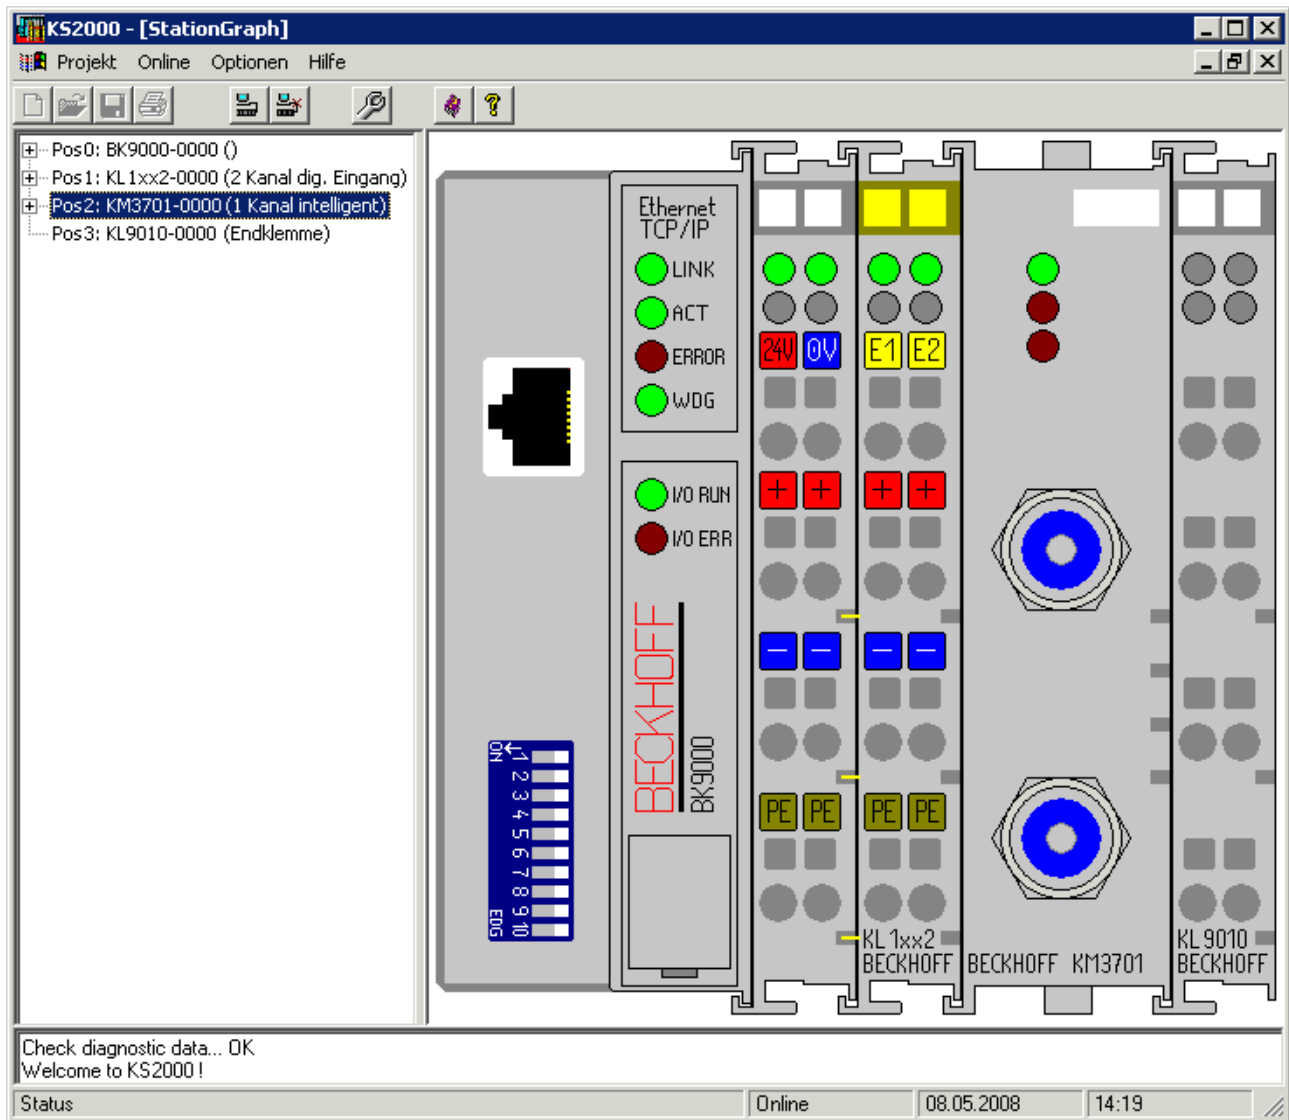 KS2000 - [StationGraph]
Projekt Online Optionen Hilfe
Pos0: BK9000-0000 ()
Pos1: KL1xx2-0000 (2 Kanal dig. Eingang)
Pos2: KM3701-0000 (1 Kanal intelligent)
Pos3: KL9010-0000 (Endklemme)
Ethernet
TCP/IP
LINK
ACT
ERROR
WDG
I/O RUN
I/O ERR
BECKHOFF
BK9000
ON
1
2
3
4
5
6
7
8
9
10
EDG
24V 0V E1 E2
+ + + +
- - - -
PE PE PE PE
KL1xx2
BECKHOFF
BECKHOFF KM3701
KL9010
BECKHOFF
Check diagnostic data... OK
Welcome to KS2000 !
Status Online 08.05.2008 14:19